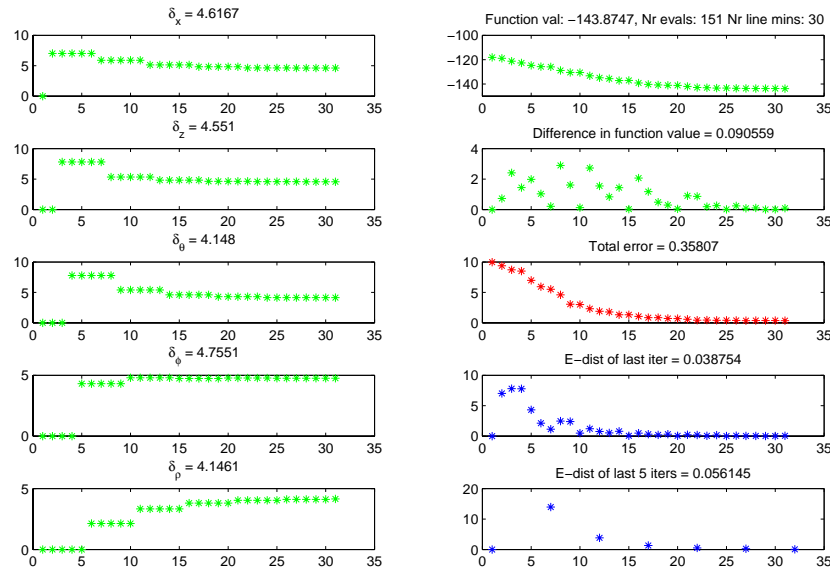 δx = 4.6167
10
5
0
0 5 10 15 20 25 30 35
δz = 4.551
10
5
0
0 5 10 15 20 25 30 35
δθ = 4.148
10
5
0
0 5 10 15 20 25 30 35
δϕ = 4.7551
5
0
0 5 10 15 20 25 30 35
δρ = 4.1461
5
0
0 5 10 15 20 25 30 35
Function val: −143.8747, Nr evals: 151 Nr line mins: 30
−100
−120
−140
0 5 10 15 20 25 30 35
Difference in function value = 0.090559
4
2
0
0 5 10 15 20 25 30 35
Total error = 0.35807
10
5
0
0 5 10 15 20 25 30 35
E−dist of last iter = 0.038754
10
5
0
0 5 10 15 20 25 30 35
E−dist of last 5 iters = 0.056145
20
10
0
0 5 10 15 20 25 30 35